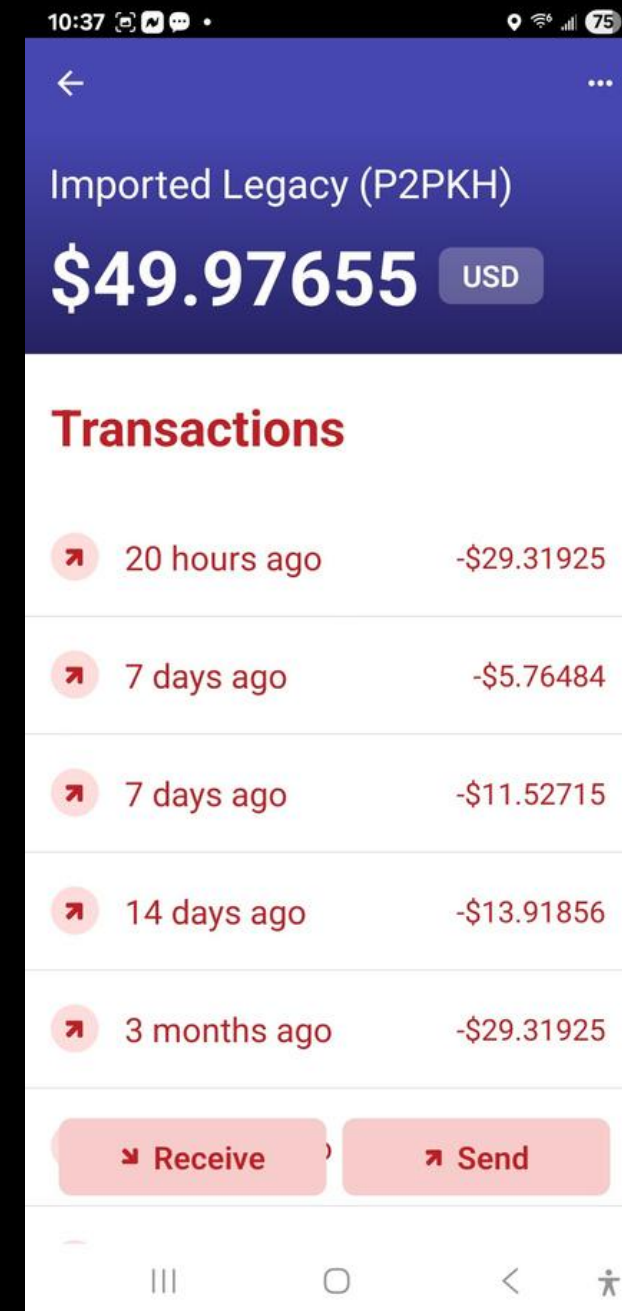 10:37 75
Imported Legacy (P2PKH)
$49.97655 USD
Transactions
20 hours ago -$29.31925
7 days ago -$5.76484
7 days ago -$11.52715
14 days ago -$13.91856
3 months ago -$29.31925
Receive Send